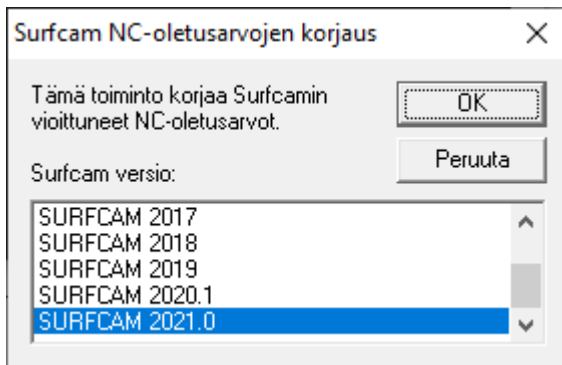 Surfcam NC-oletusarvojen korjaus
Tämä toiminto korjaa Surfcamin
vioittuneet NC-oletusarvot.
OK
Peruuta
Surfcam versio:
SURFCAM 2017
SURFCAM 2018
SURFCAM 2019
SURFCAM 2020.1
SURFCAM 2021.0